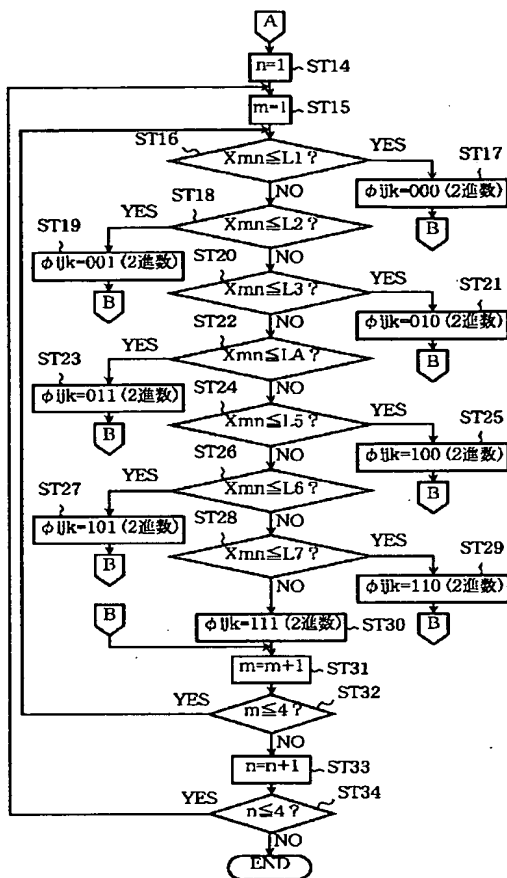 A
n=1 ST14
m=1 ST15
ST16 Xmn≦L1? YES ST17
NO φijk=000(2進数)
B
ST18
ST19 YES Xmn≦L2?
φijk=001(2進数) NO
B
ST20
Xmn≦L3? YES ST21
NO φijk=010(2進数)
B
ST22
ST23 YES Xmn≦LA?
φijk=011(2進数) NO
B
ST24
Xmn≦L5? YES ST25
NO φijk=100(2進数)
B
ST26
ST27 YES Xmn≦L6?
φijk=101(2進数) NO
B
ST28
Xmn≦L7? YES ST29
NO φijk=110(2進数)
B
B
φijk=111(2進数) ST30
m=m+1 ST31
YES m≦4? ST32
NO
n=n+1 ST33
YES n≦4? ST34
NO
END